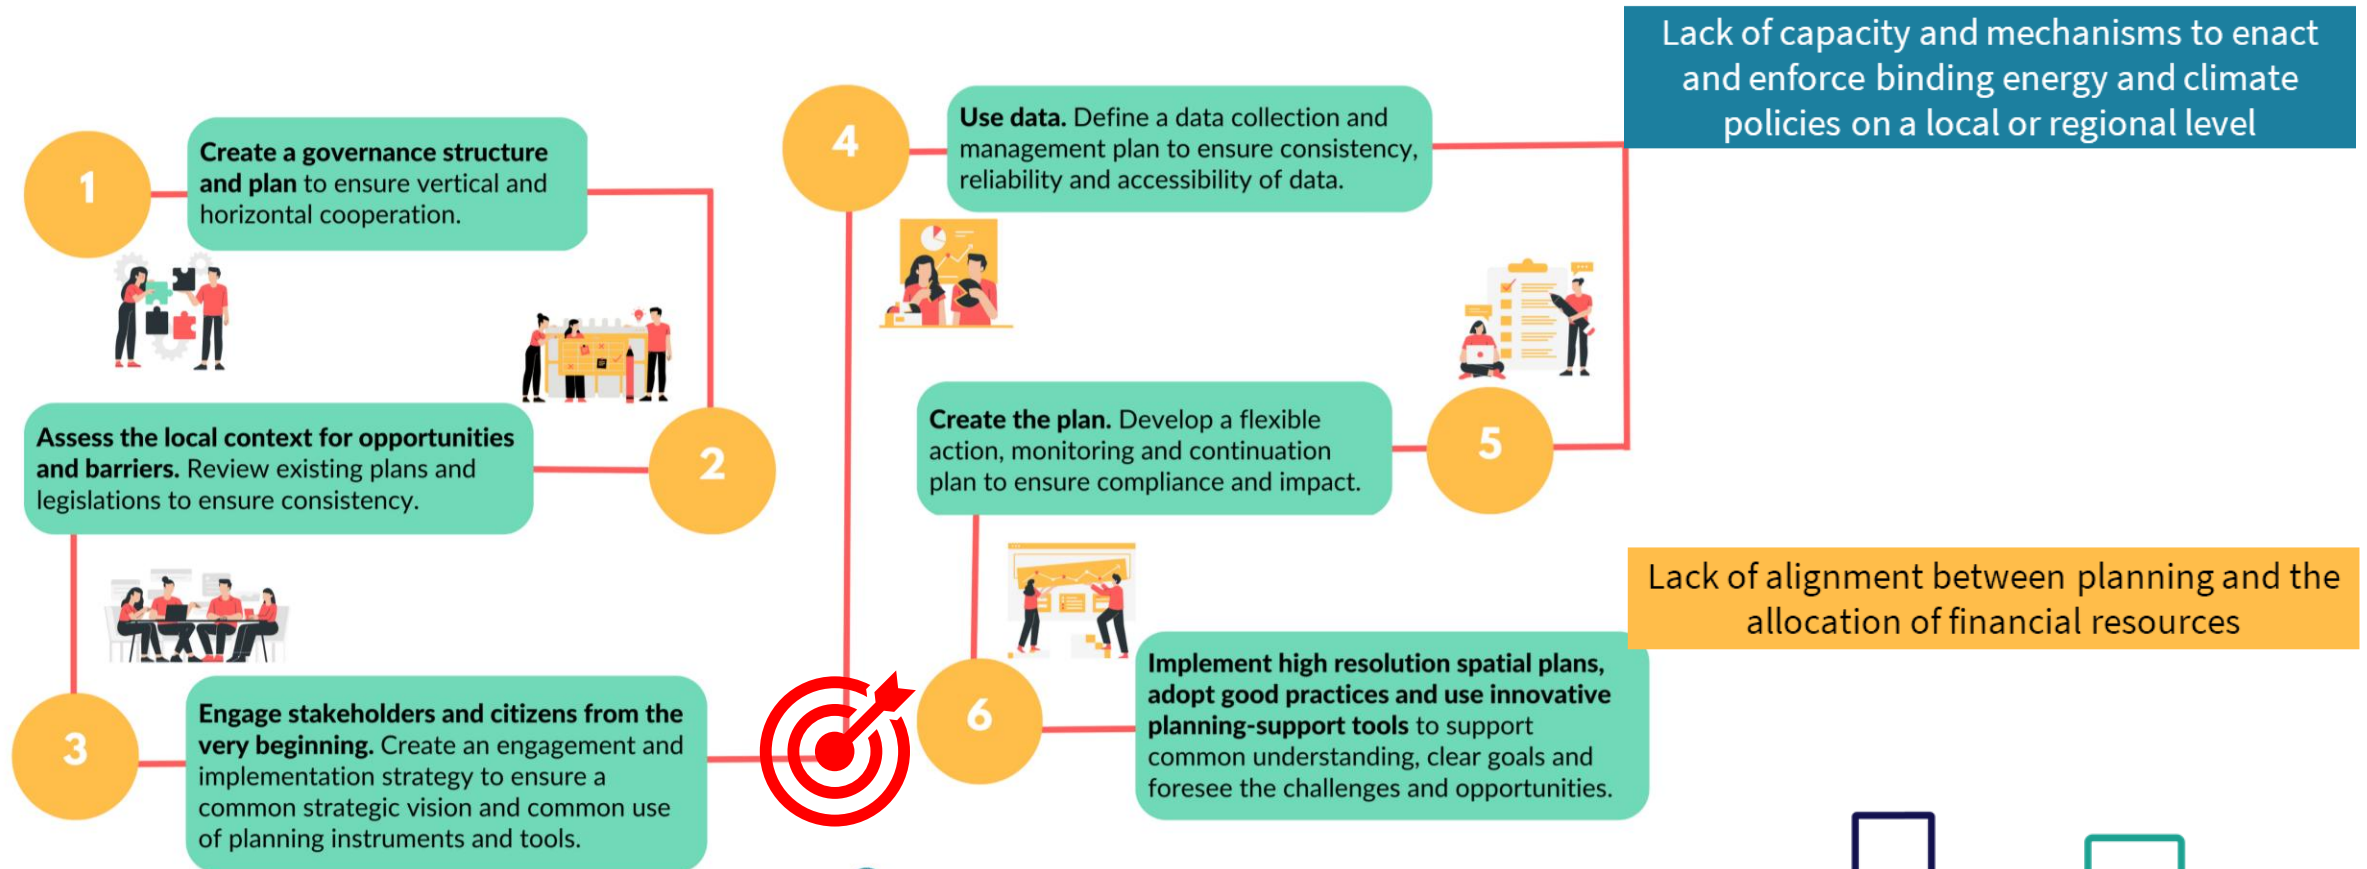 1
Create a governance structure
and plan to ensure vertical and
horizontal cooperation.
2
Assess the local context for opportunities
and barriers. Review existing plans and
legislations to ensure consistency.
3
Engage stakeholders and citizens from the
very beginning. Create an engagement and
implementation strategy to ensure a
common strategic vision and common use
of planning instruments and tools.
4
Use data. Define a data collection and
management plan to ensure consistency,
reliability and accessibility of data.
5
Create the plan. Develop a flexible
action, monitoring and continuation
plan to ensure compliance and impact.
6
Implement high resolution spatial plans,
adopt good practices and use innovative
planning-support tools to support
common understanding, clear goals and
foresee the challenges and opportunities.
Lack of capacity and mechanisms to enact
and enforce binding energy and climate
policies on a local or regional level
Lack of alignment between planning and the
allocation of financial resources